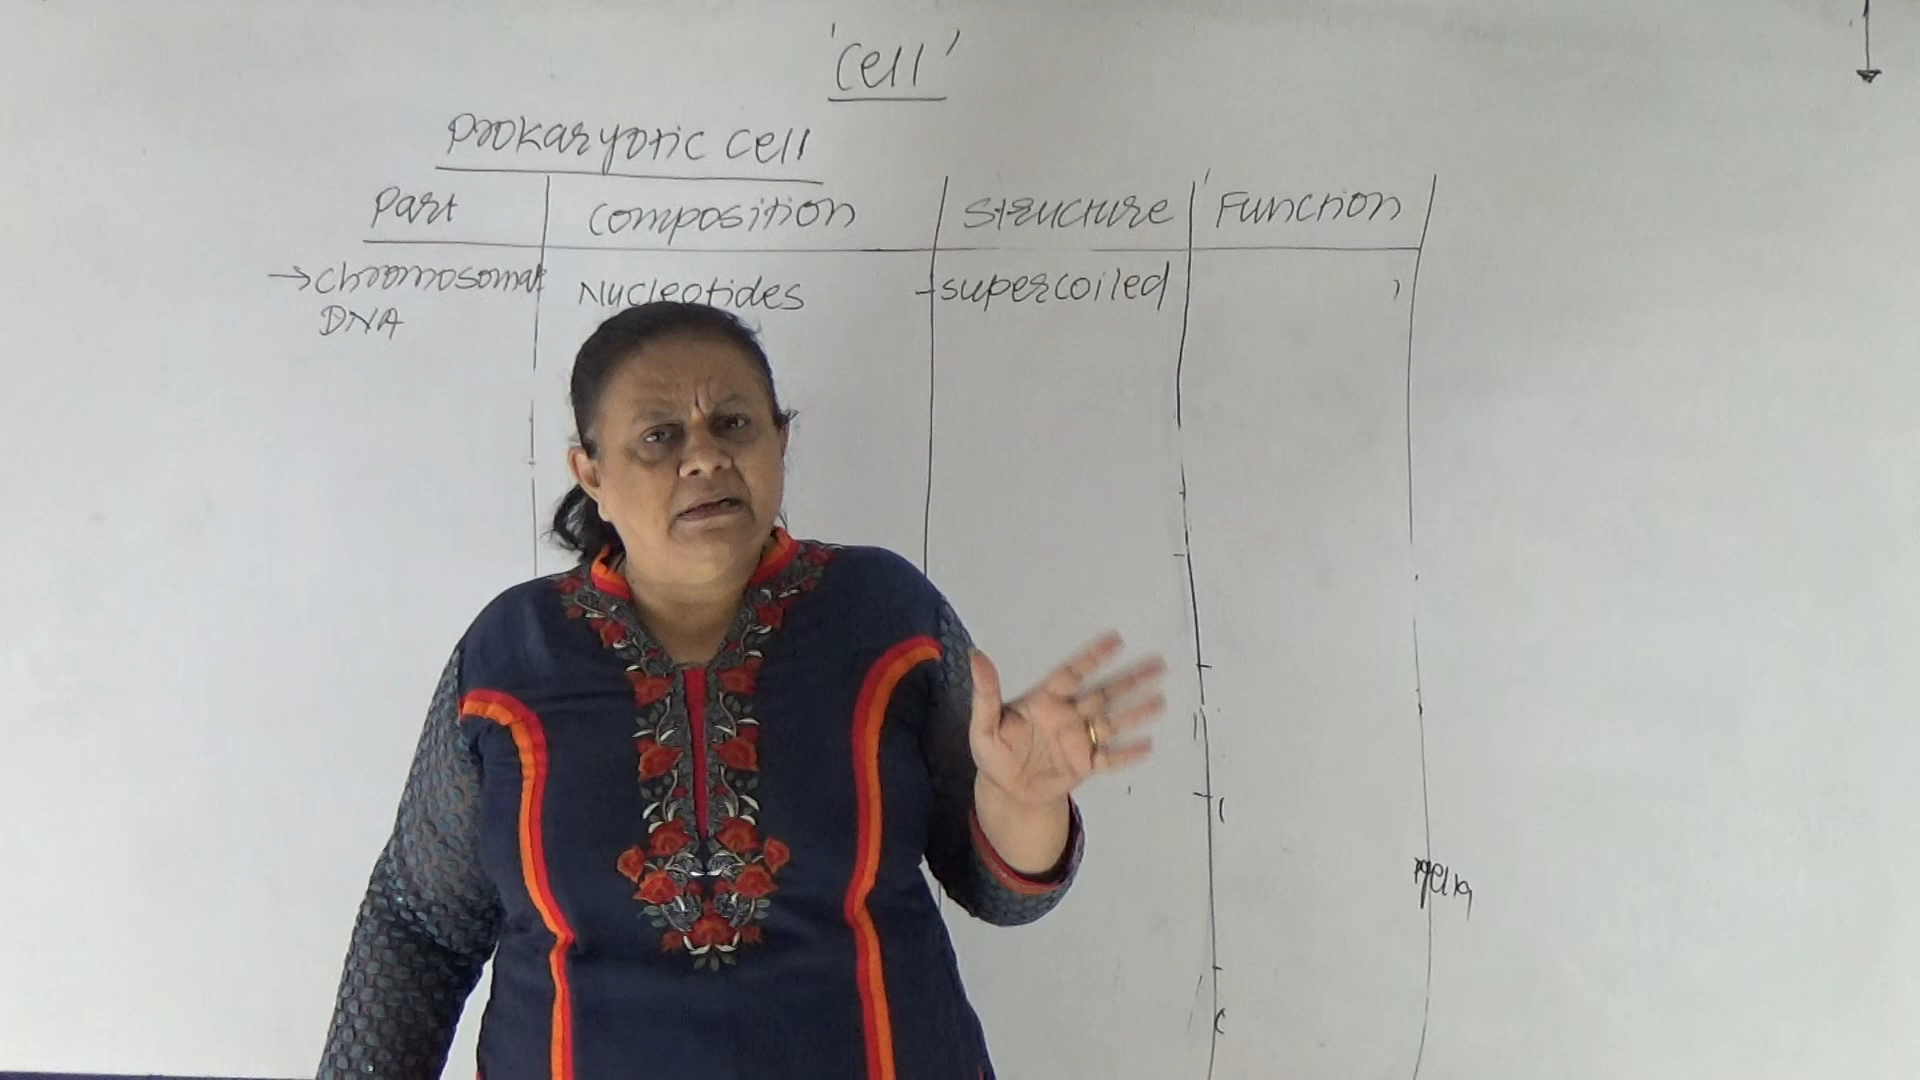 'Cell'
Prokaryotic cell
Part Composition Structure Function
→ Chromosomal Nucleotides - supercoiled
DNA